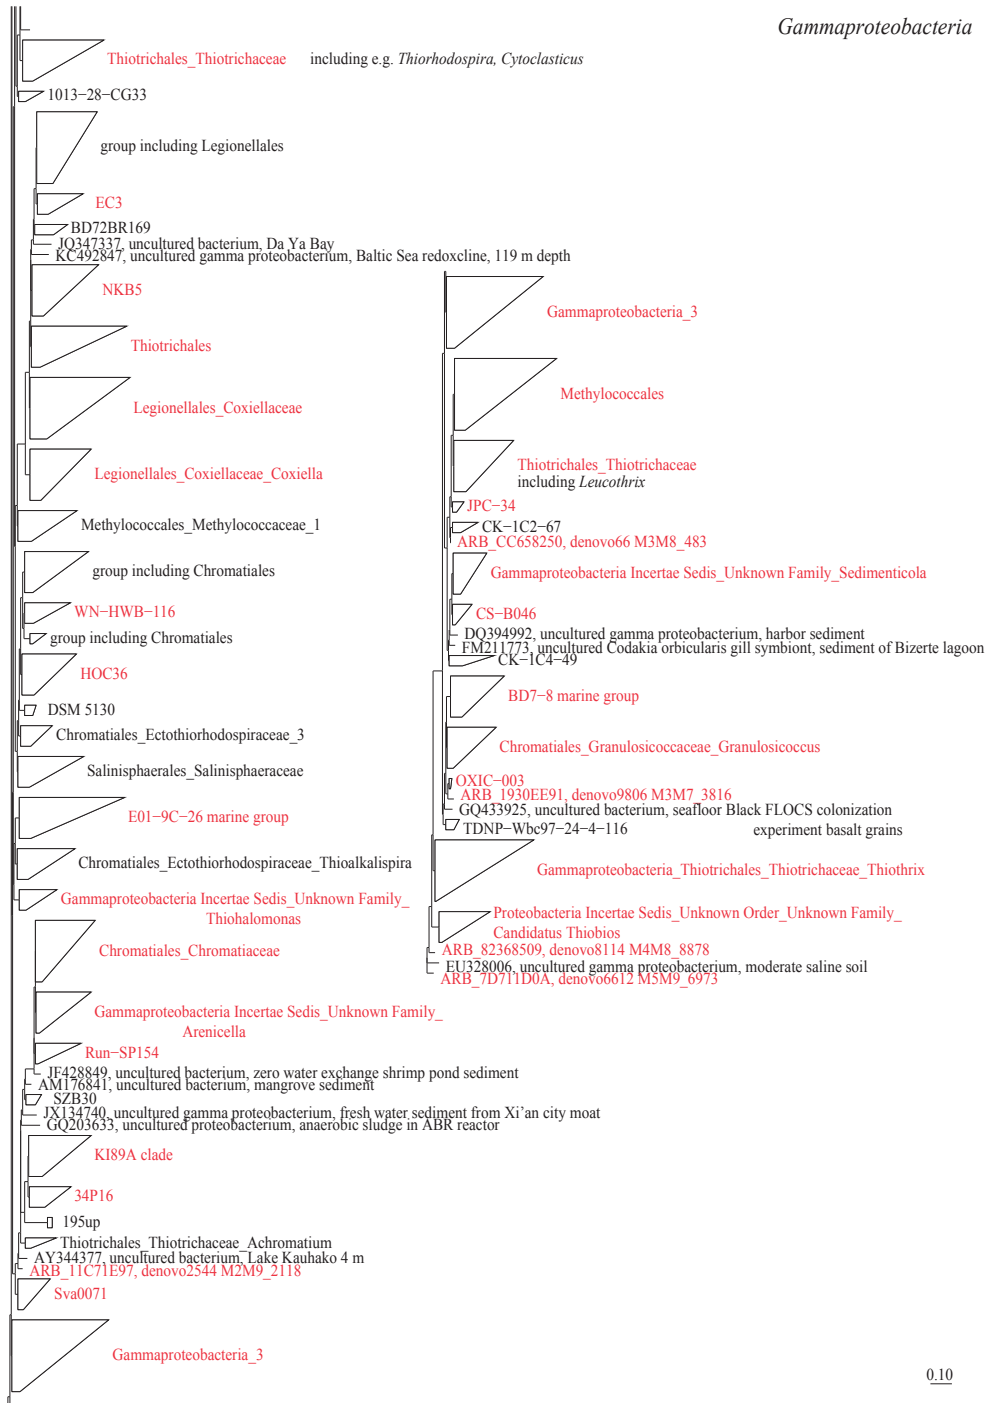 Gammaproteobacteria
Thiotrichales_Thiotrichaceae including e.g. Thiorhodospira, Cytoclasticus
1013−28−CG33
group including Legionellales
EC3
BD72BR169
JQ347337, uncultured bacterium, Da Ya Bay
KC492847, uncultured gamma proteobacterium, Baltic Sea redoxcline, 119 m depth
NKB5
Thiotrichales
Legionellales_Coxiellaceae
Legionellales_Coxiellaceae_Coxiella
Methylococcales_Methylococcaceae_1
group including Chromatiales
WN−HWB−116
group including Chromatiales
HOC36
DSM 5130
Chromatiales_Ectothiorhodospiraceae_3
Salinisphaerales_Salinisphaeraceae
E01−9C−26 marine group
Chromatiales_Ectothiorhodospiraceae_Thioalkalispira
Gammaproteobacteria Incertae Sedis_Unknown Family_
Thiohalomonas
Chromatiales_Chromatiaceae
Gammaproteobacteria Incertae Sedis_Unknown Family_
Arenicella
Run−SP154
JF428849, uncultured bacterium, zero water exchange shrimp pond sediment
AM176841, uncultured bacterium, mangrove sediment
SZB30
JX134740, uncultured gamma proteobacterium, fresh water sediment from Xi’an city moat
GQ203633, uncultured proteobacterium, anaerobic sludge in ABR reactor
KI89A clade
34P16
195up
Thiotrichales_Thiotrichaceae_Achromatium
AY344377, uncultured bacterium, Lake Kauhako 4 m
ARB_11C71E97, denovo2544 M2M9_2118
Sva0071
Gammaproteobacteria_3
Gammaproteobacteria_3
Methylococcales
Thiotrichales_Thiotrichaceae
including Leucothrix
JPC−34
CK−1C2−67
ARB_CC658250, denovo66 M3M8_483
Gammaproteobacteria Incertae Sedis_Unknown Family_Sedimenticola
CS−B046
DQ394992, uncultured gamma proteobacterium, harbor sediment
FM211773, uncultured Codakia orbicularis gill symbiont, sediment of Bizerte lagoon
CK−1C4−49
BD7−8 marine group
Chromatiales_Granulosicoccaceae_Granulosicoccus
OXIC−003
ARB_1930EE91, denovo9806 M3M7_3816
GQ433925, uncultured bacterium, seafloor Black FLOCS colonization
TDNP−Wbc97−24−4−116 experiment basalt grains
Gammaproteobacteria_Thiotrichales_Thiotrichaceae_Thiothrix
Proteobacteria Incertae Sedis_Unknown Order_Unknown Family_
Candidatus Thiobios
ARB_82368509, denovo8114 M4M8_8878
EU328006, uncultured gamma proteobacterium, moderate saline soil
ARB_7D711D0A, denovo6612 M5M9_6973
0.10